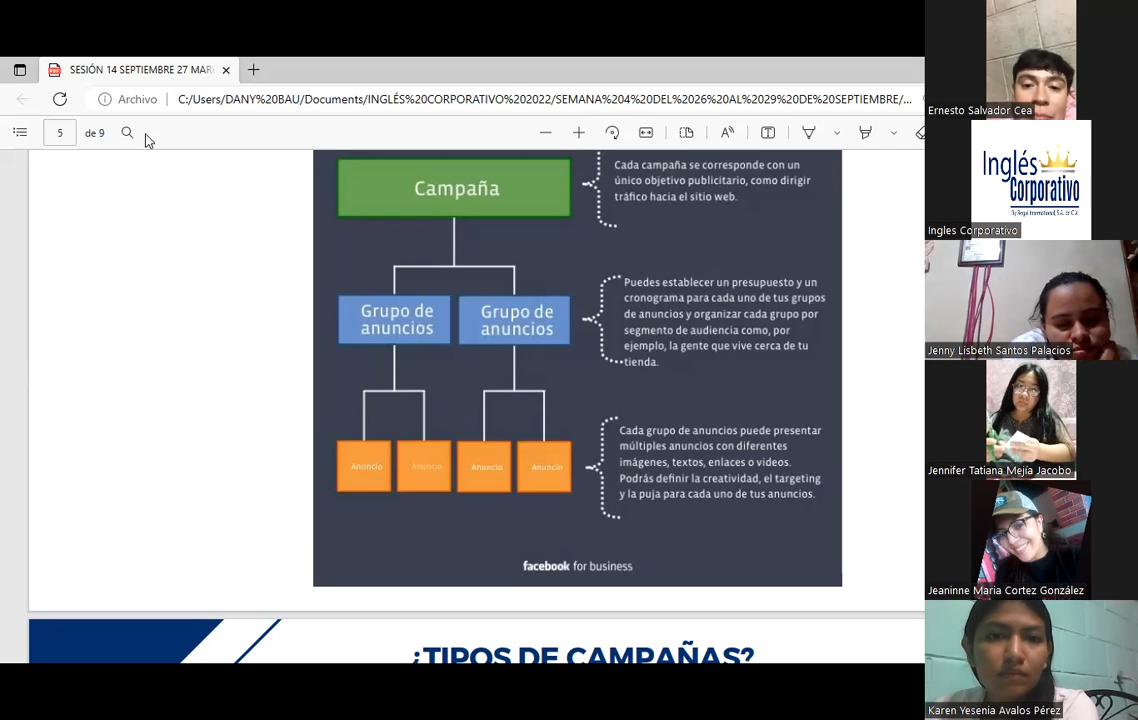 SESIÓN 14 SEPTIEMBRE 27 MAR
Archivo
C:/Users/DANY%20BAU/Documents/INGLÉS%20CORPORATIVO%202022/SEMANA%204%20DEL%2026%20AL%2029%20DE%20SEPTIEMBRE/...
5 de 9
Campaña
Cada campaña se corresponde con un
único objetivo publicitario, como dirigir
tráfico hacia el sitio web.
Grupo de
anuncios
Grupo de
anuncios
Puedes establecer un presupuesto y un
cronograma para cada uno de tus grupos
de anuncios y organizar cada grupo por
segmento de audiencia como, por
ejemplo, la gente que vive cerca de tu
tienda.
Anuncio
Anuncio
Anuncio
Anuncio
Cada grupo de anuncios puede presentar
múltiples anuncios con diferentes
imágenes, textos, enlaces o videos.
Podrás definir la creatividad, el targeting
y la puja para cada uno de tus anuncios.
facebook for business
¿TIPOS DE CAMPAÑAS?
Ernesto Salvador Cea
Inglés
Corporativo
By Regal International, S.A. de C.V.
Ingles Corporativo
Jenny Lisbeth Santos Palacios
Jennifer Tatiana Mejía Jacobo
Jeaninne Maria Cortez González
Karen Yesenia Avalos Pérez